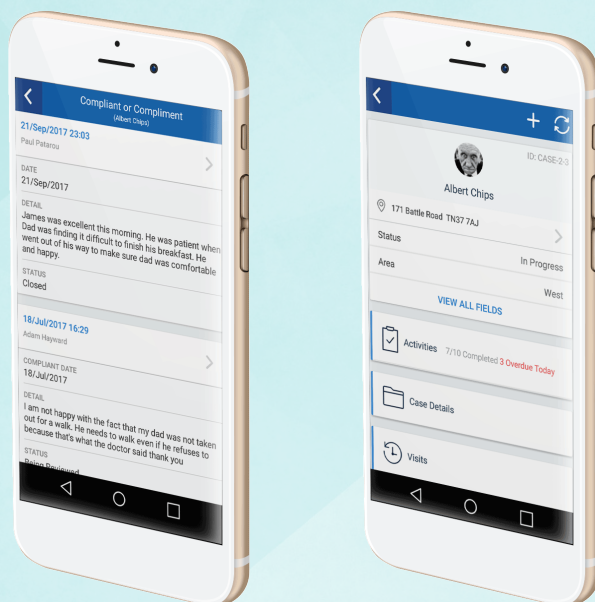 Compliant or Compliment
(Albert Chips)
21/Sep/2017 23:03
Paul Patarou
DATE
21/Sep/2017
DETAIL
James was excellent this morning. He was patient when
Dad was finding it difficult to finish his breakfast. He
went out of his way to make sure dad was comfortable
and happy.
STATUS
Closed
18/Jul/2017 16:29
Adam Hayward
COMPLIANT DATE
18/Jul/2017
DETAIL
I am not happy with the fact that my dad was not taken
out for a walk. He needs to walk even if he refuses to
because that's what the doctor said thank you
STATUS
Being Reviewed
ID: CASE-2-3
Albert Chips
171 Battle Road TN37 7AJ
Status In Progress
Area West
VIEW ALL FIELDS
Activities 7/10 Completed 3 Overdue Today
Case Details
Visits